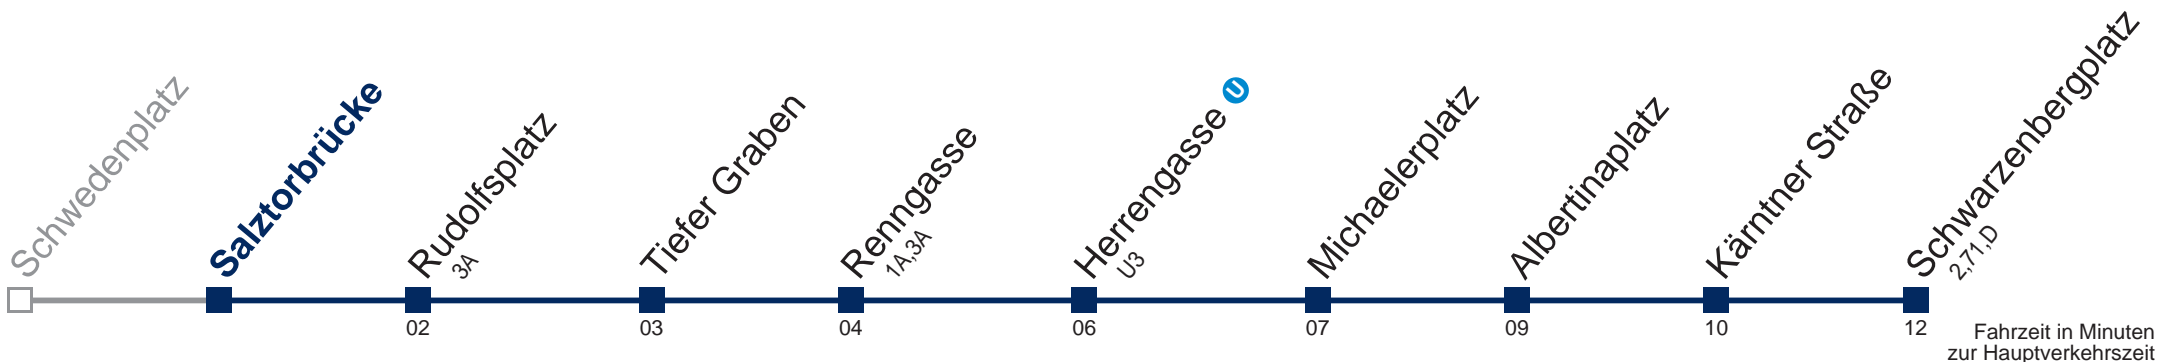 Schwedenplatz
Salztorbrücke
Rudolfsplatz
3A
Tiefer Graben
Renngasse
1A,3A
Herrengasse U
U3
Michaelerplatz
Albertinaplatz
Kärntner Straße
Schwarzenbergplatz
2,71,D
02 03 04 06 07 09 10 12
Fahrzeit in Minuten
zur Hauptverkehrszeit